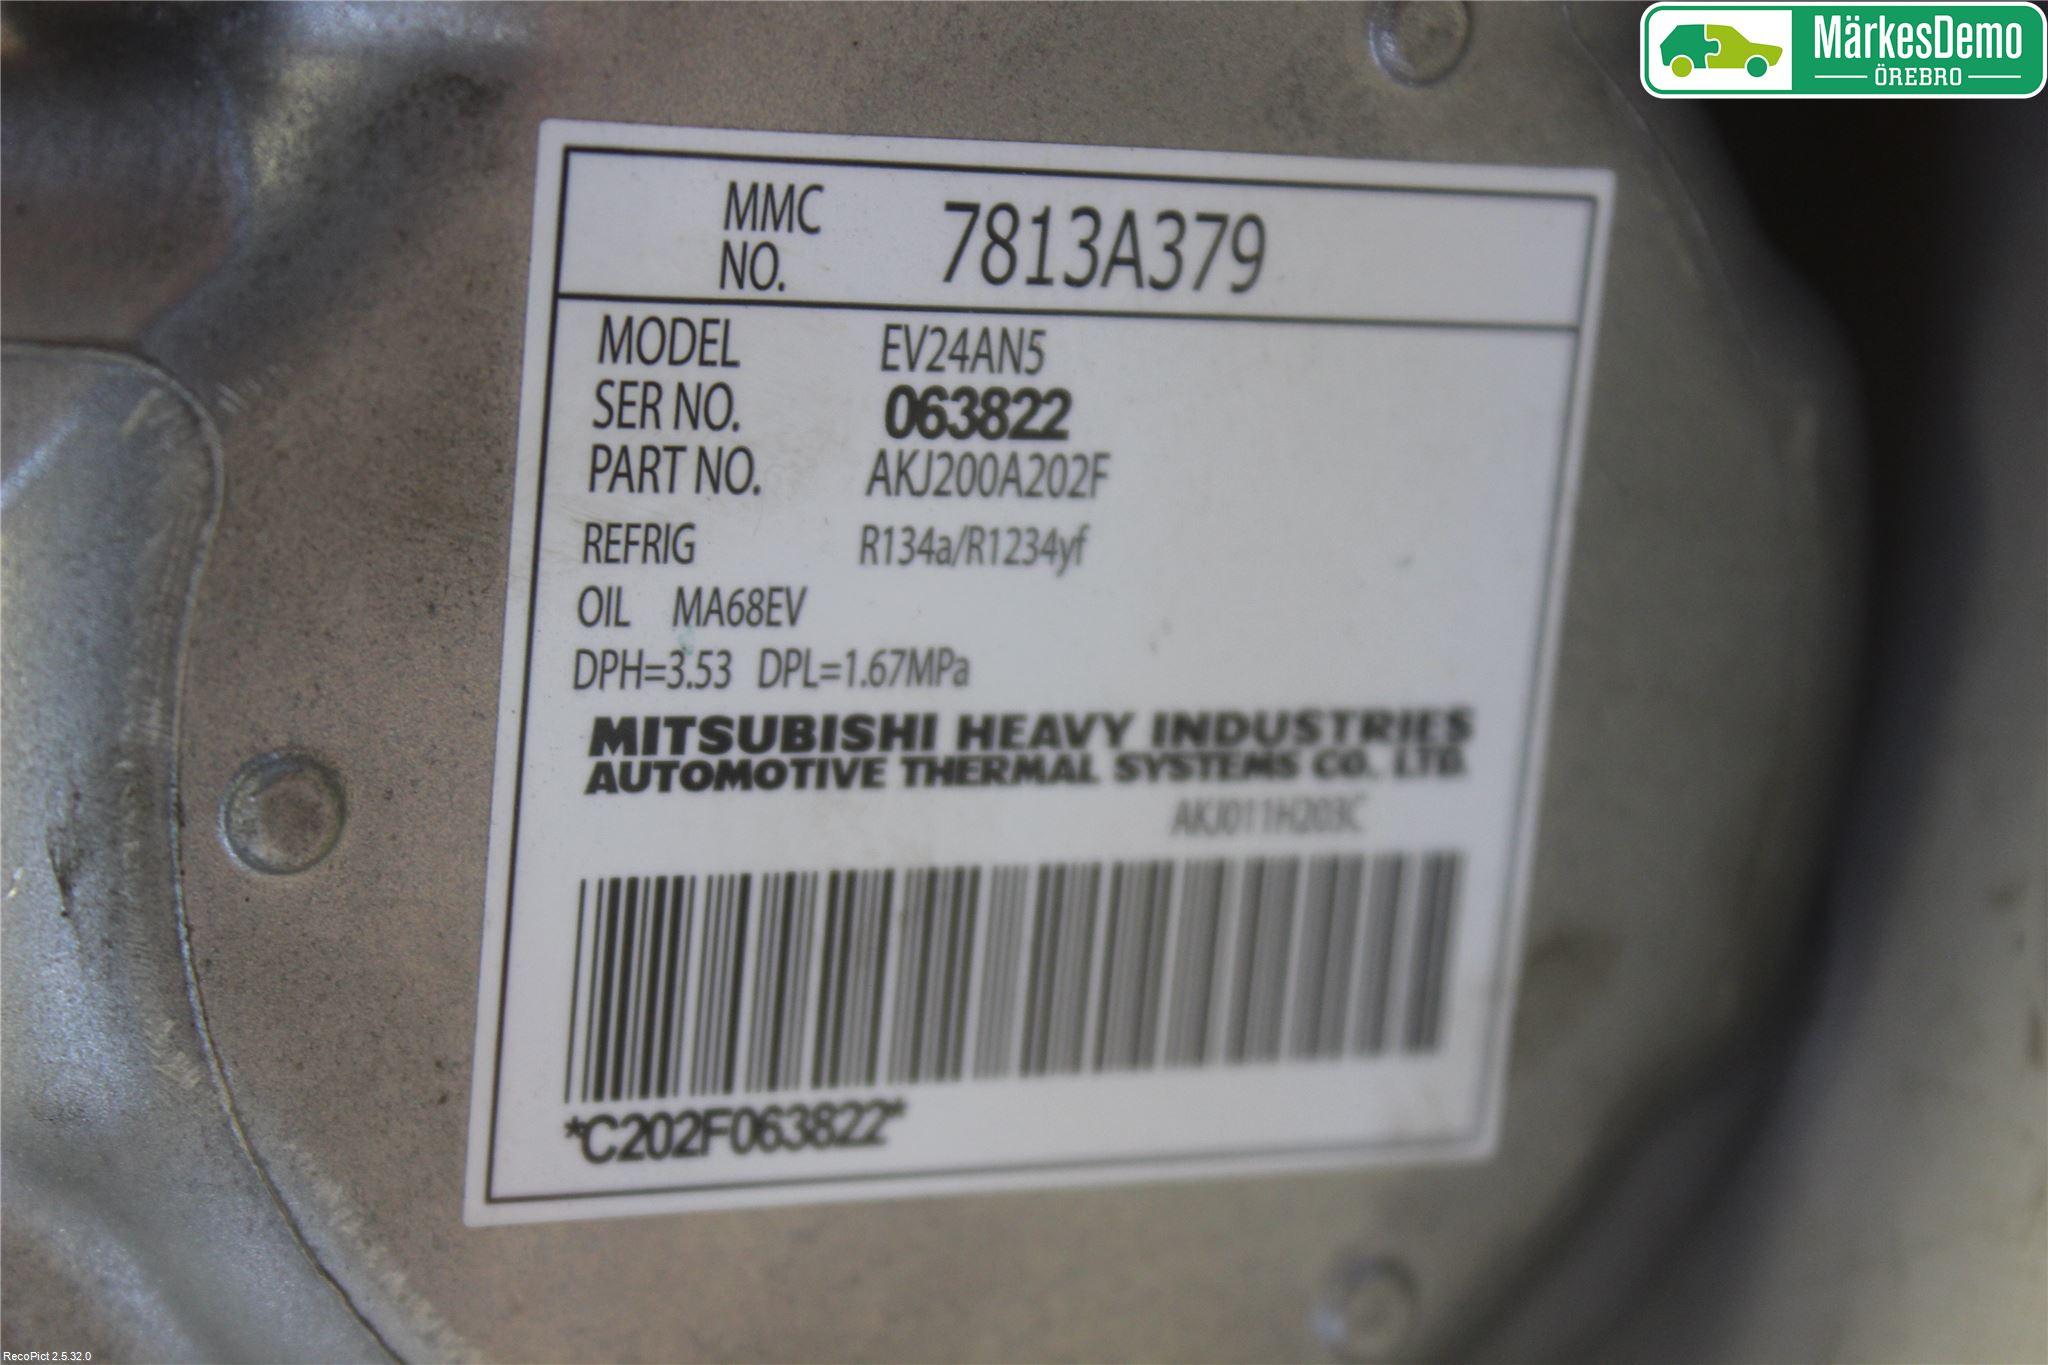 MärkesDemo
ÖREBRO
MMC NO. 7813A379
MODEL EV24AN5
SER NO. 063822
PART NO. AKJ200A202F
REFRIG R134a/R1234yf
OIL MA68EV
DPH=3.53 DPL=1.67MPa
MITSUBISHI HEAVY INDUSTRIES
AUTOMOTIVE THERMAL SYSTEMS CO., LTD.
AKJ011H203C
*C202F063822*
RecoPict 2.5.32.0